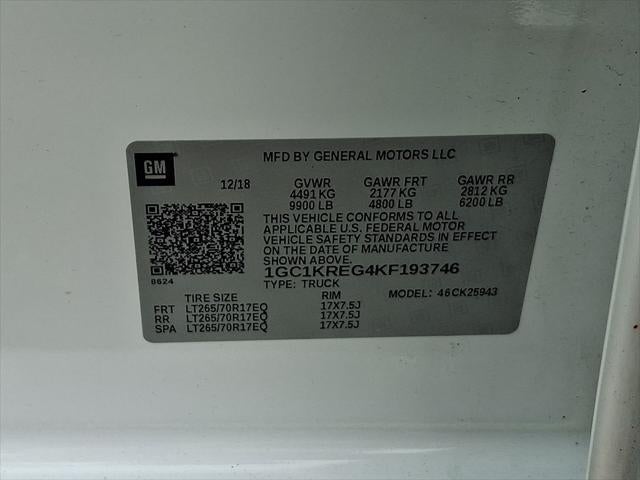 GM
MFD BY GENERAL MOTORS LLC
12/18 GVWR GAWR FRT GAWR RR
4491 KG 2177 KG 2812 KG
9900 LB 4800 LB 6200 LB
THIS VEHICLE CONFORMS TO ALL
APPLICABLE U.S. FEDERAL MOTOR
VEHICLE SAFETY STANDARDS IN EFFECT
ON THE DATE OF MANUFACTURE
SHOWN ABOVE.
8624
1GC1KREG4KF193746
TYPE: TRUCK MODEL: 46CK25943
TIRE SIZE RIM
FRT LT265/70R17EQ 17X7.5J
RR LT265/70R17EQ 17X7.5J
SPA LT265/70R17EQ 17X7.5J